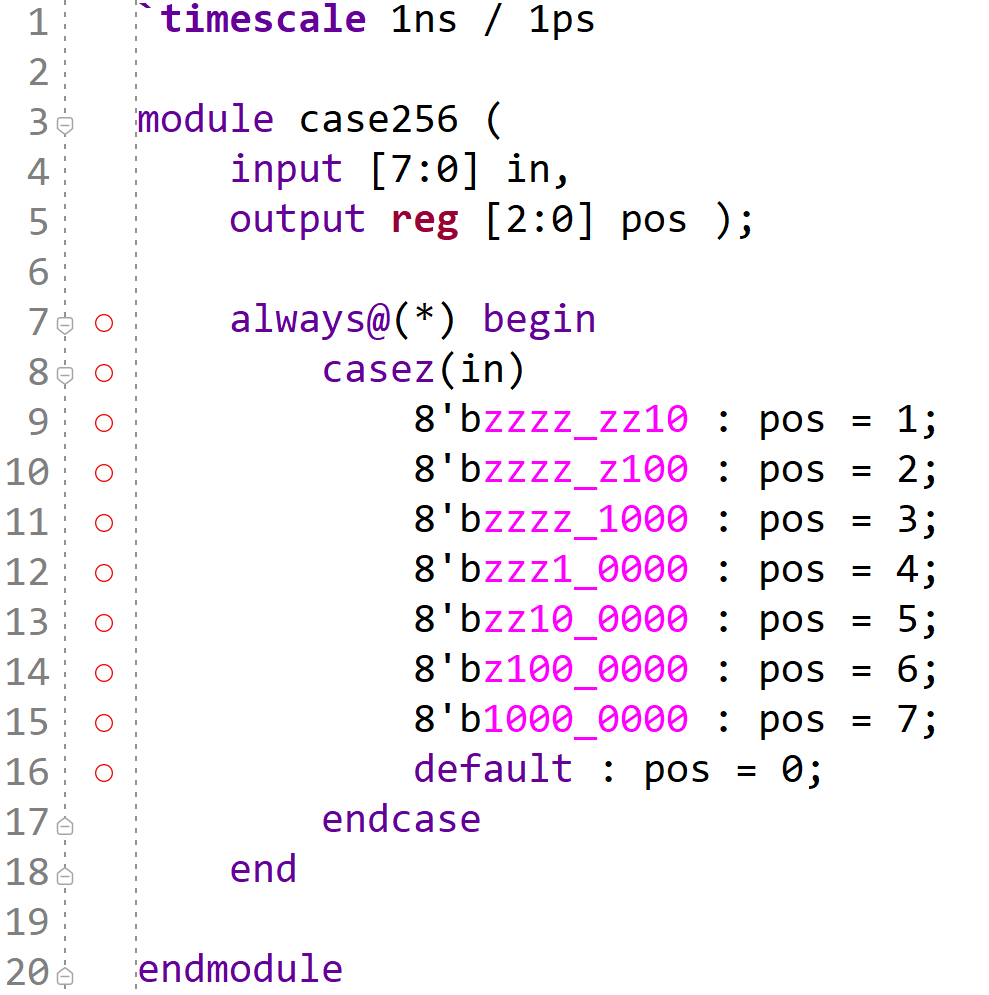 1 `timescale 1ns / 1ps
2
3 module case256 (
4 input [7:0] in,
5 output reg [2:0] pos );
6
7 always@(*) begin
8 casez(in)
9 8'bzzzz_zz10 : pos = 1;
10 8'bzzzz_z100 : pos = 2;
11 8'bzzzz_1000 : pos = 3;
12 8'bzzz1_0000 : pos = 4;
13 8'bzz10_0000 : pos = 5;
14 8'bz100_0000 : pos = 6;
15 8'b1000_0000 : pos = 7;
16 default : pos = 0;
17 endcase
18 end
19
20 endmodule